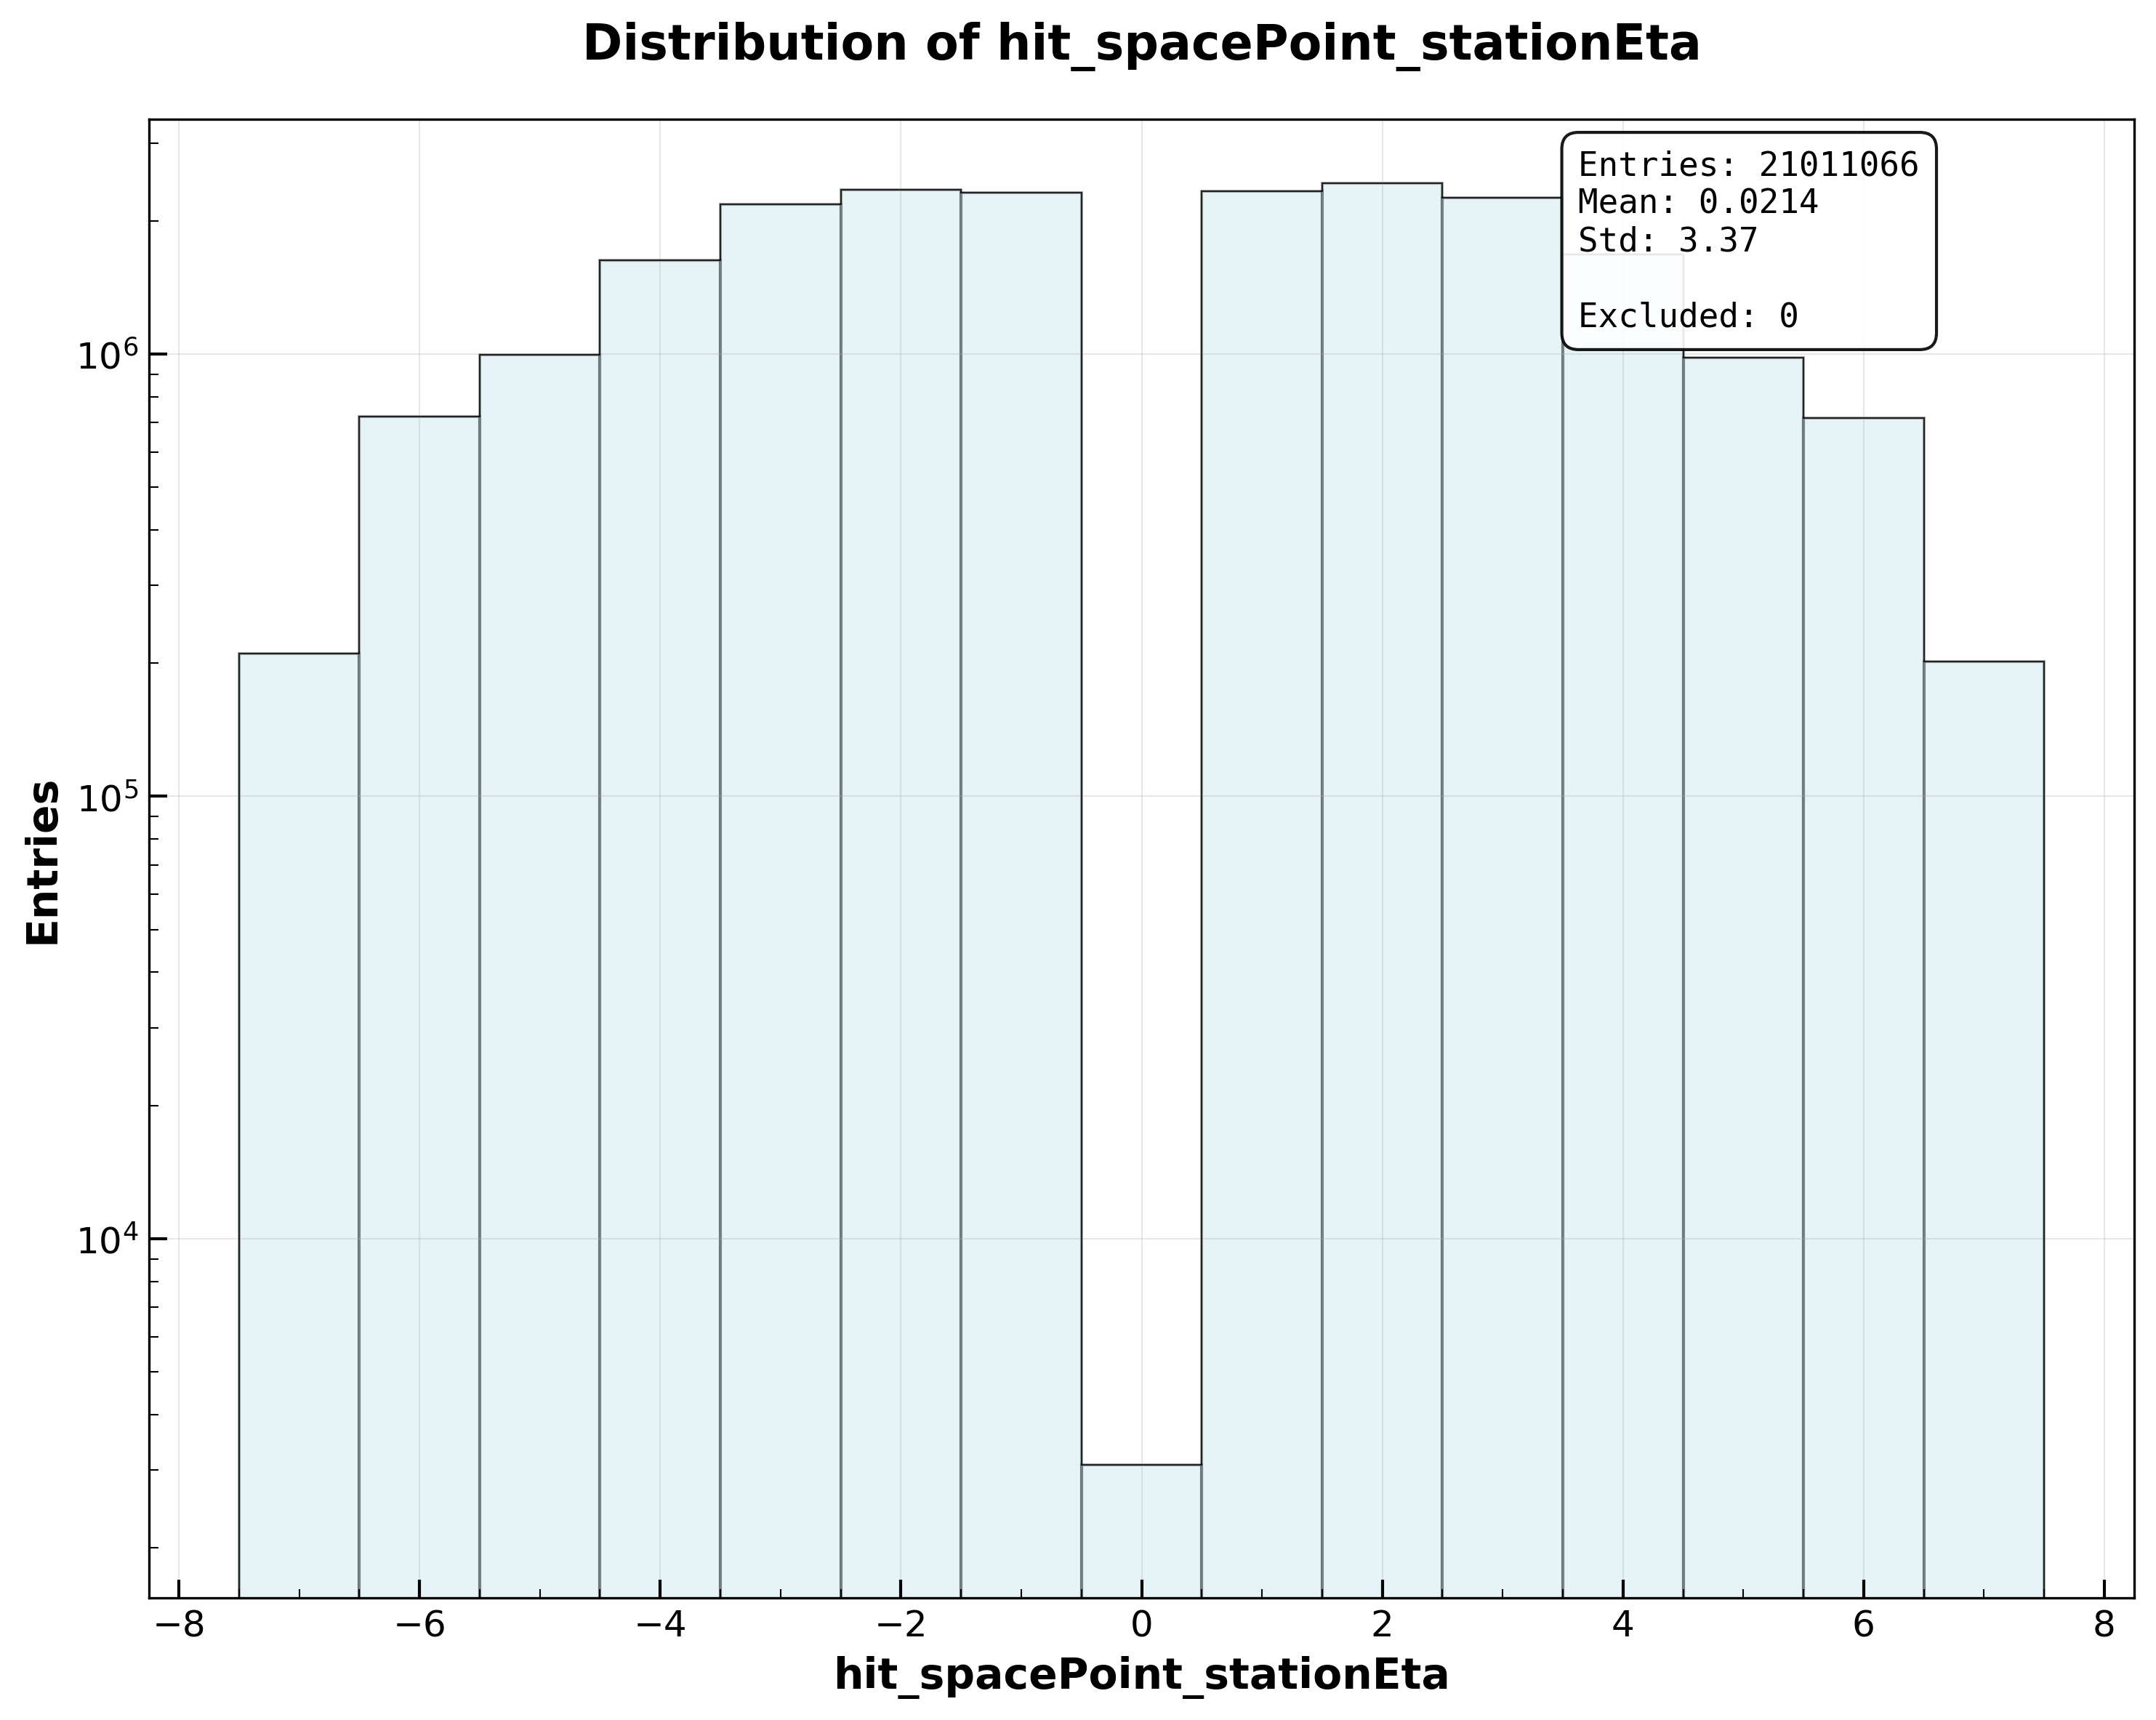 Distribution of hit_spacePoint_stationEta
Entries: 21011066
Mean: 0.0214
Std: 3.37
Excluded: 0
10^6
10^5
10^4
Entries
−8 −6 −4 −2 0 2 4 6 8
hit_spacePoint_stationEta